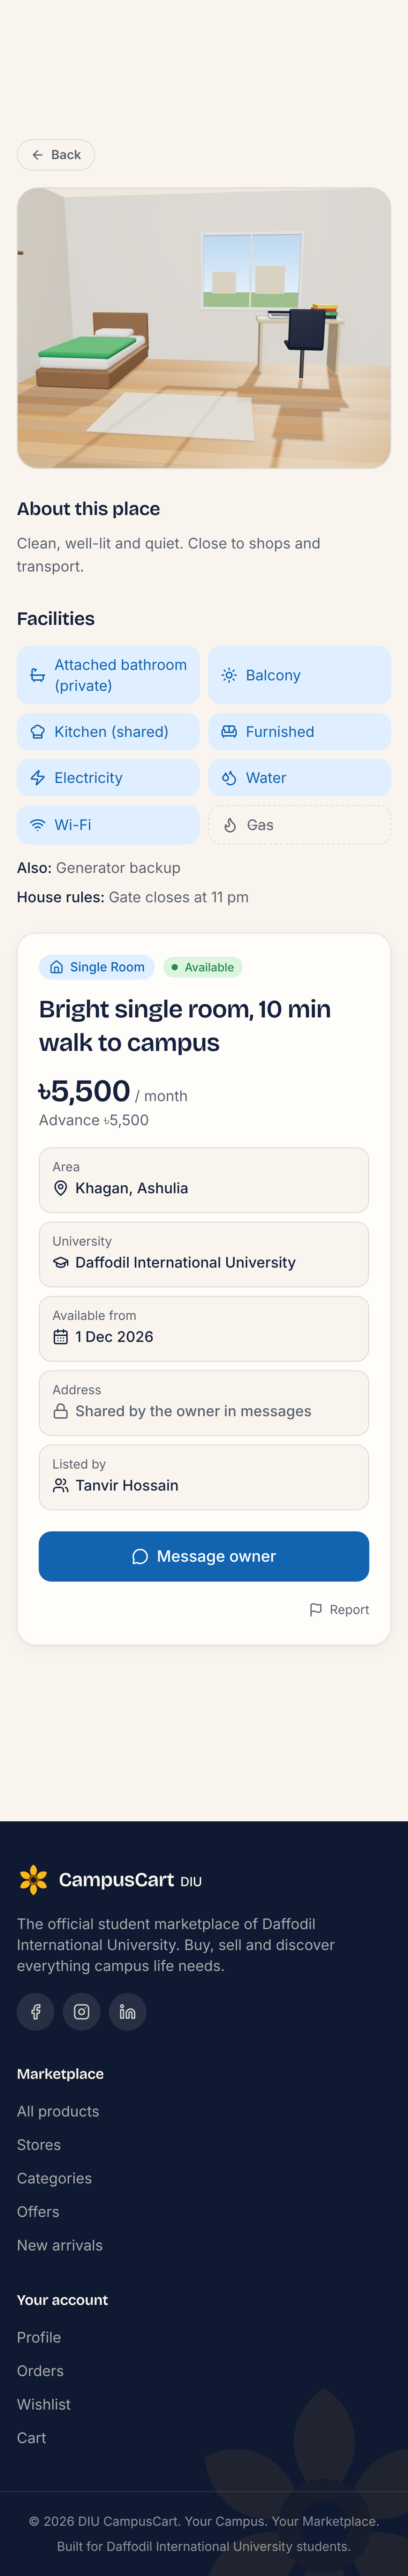 Back
About this place
Clean, well-lit and quiet. Close to shops and
transport.
Facilities
Attached bathroom
(private)
Balcony
Kitchen (shared)
Furnished
Electricity
Water
Wi-Fi
Gas
Also: Generator backup
House rules: Gate closes at 11 pm
Single Room
Available
Bright single room, 10 min
walk to campus
৳5,500 / month
Advance ৳5,500
Area
Khagan, Ashulia
University
Daffodil International University
Available from
1 Dec 2026
Address
Shared by the owner in messages
Listed by
Tanvir Hossain
Message owner
Report
CampusCart DIU
The official student marketplace of Daffodil
International University. Buy, sell and discover
everything campus life needs.
Marketplace
All products
Stores
Categories
Offers
New arrivals
Your account
Profile
Orders
Wishlist
Cart
© 2026 DIU CampusCart. Your Campus. Your Marketplace.
Built for Daffodil International University students.